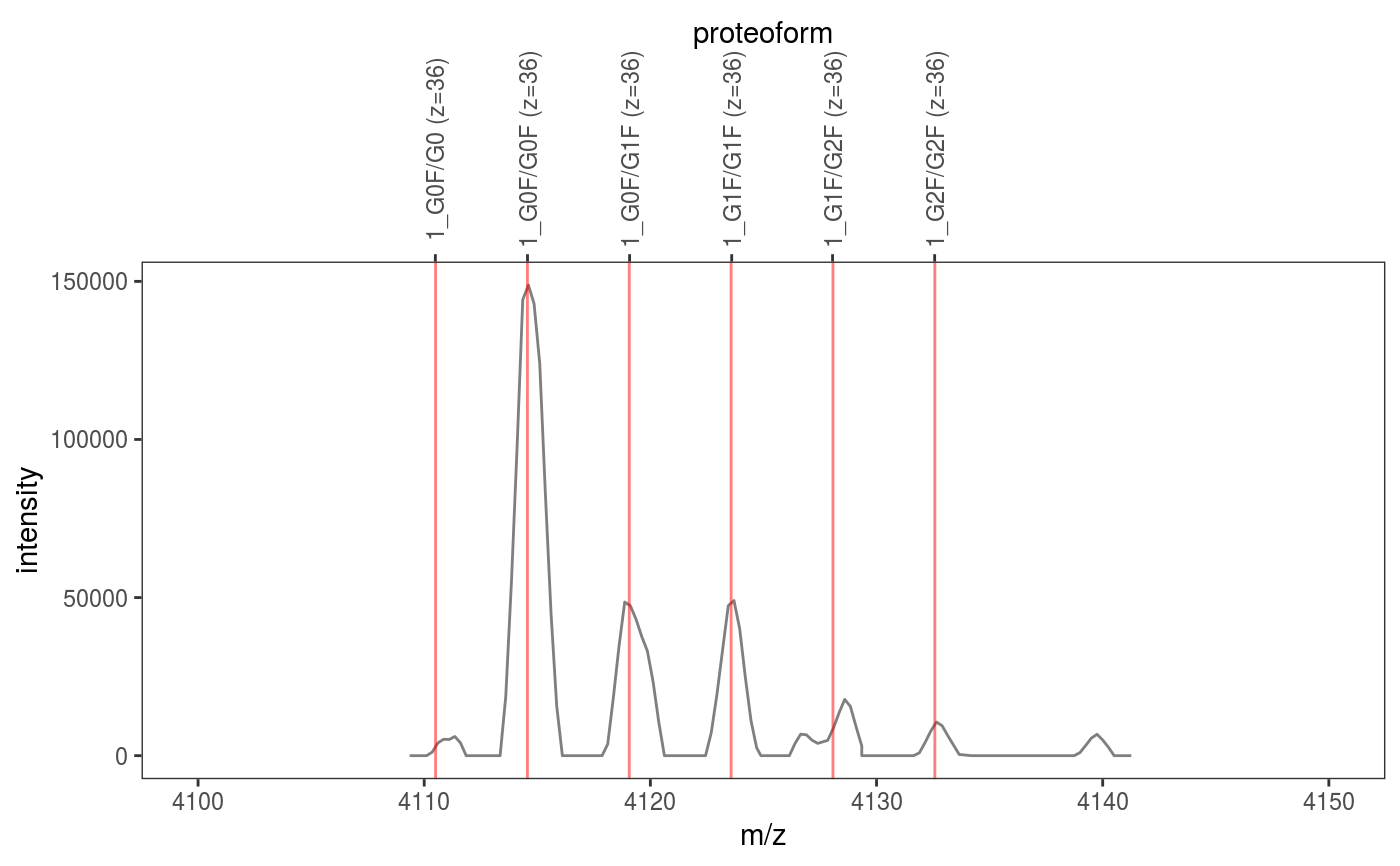 proteoform
1_G0F/G0 (z=36)
1_G0F/G0F (z=36)
1_G0F/G1F (z=36)
1_G1F/G1F (z=36)
1_G1F/G2F (z=36)
1_G2F/G2F (z=36)
150000
100000
50000
0
intensity
4100
4110
4120
4130
4140
4150
m/z